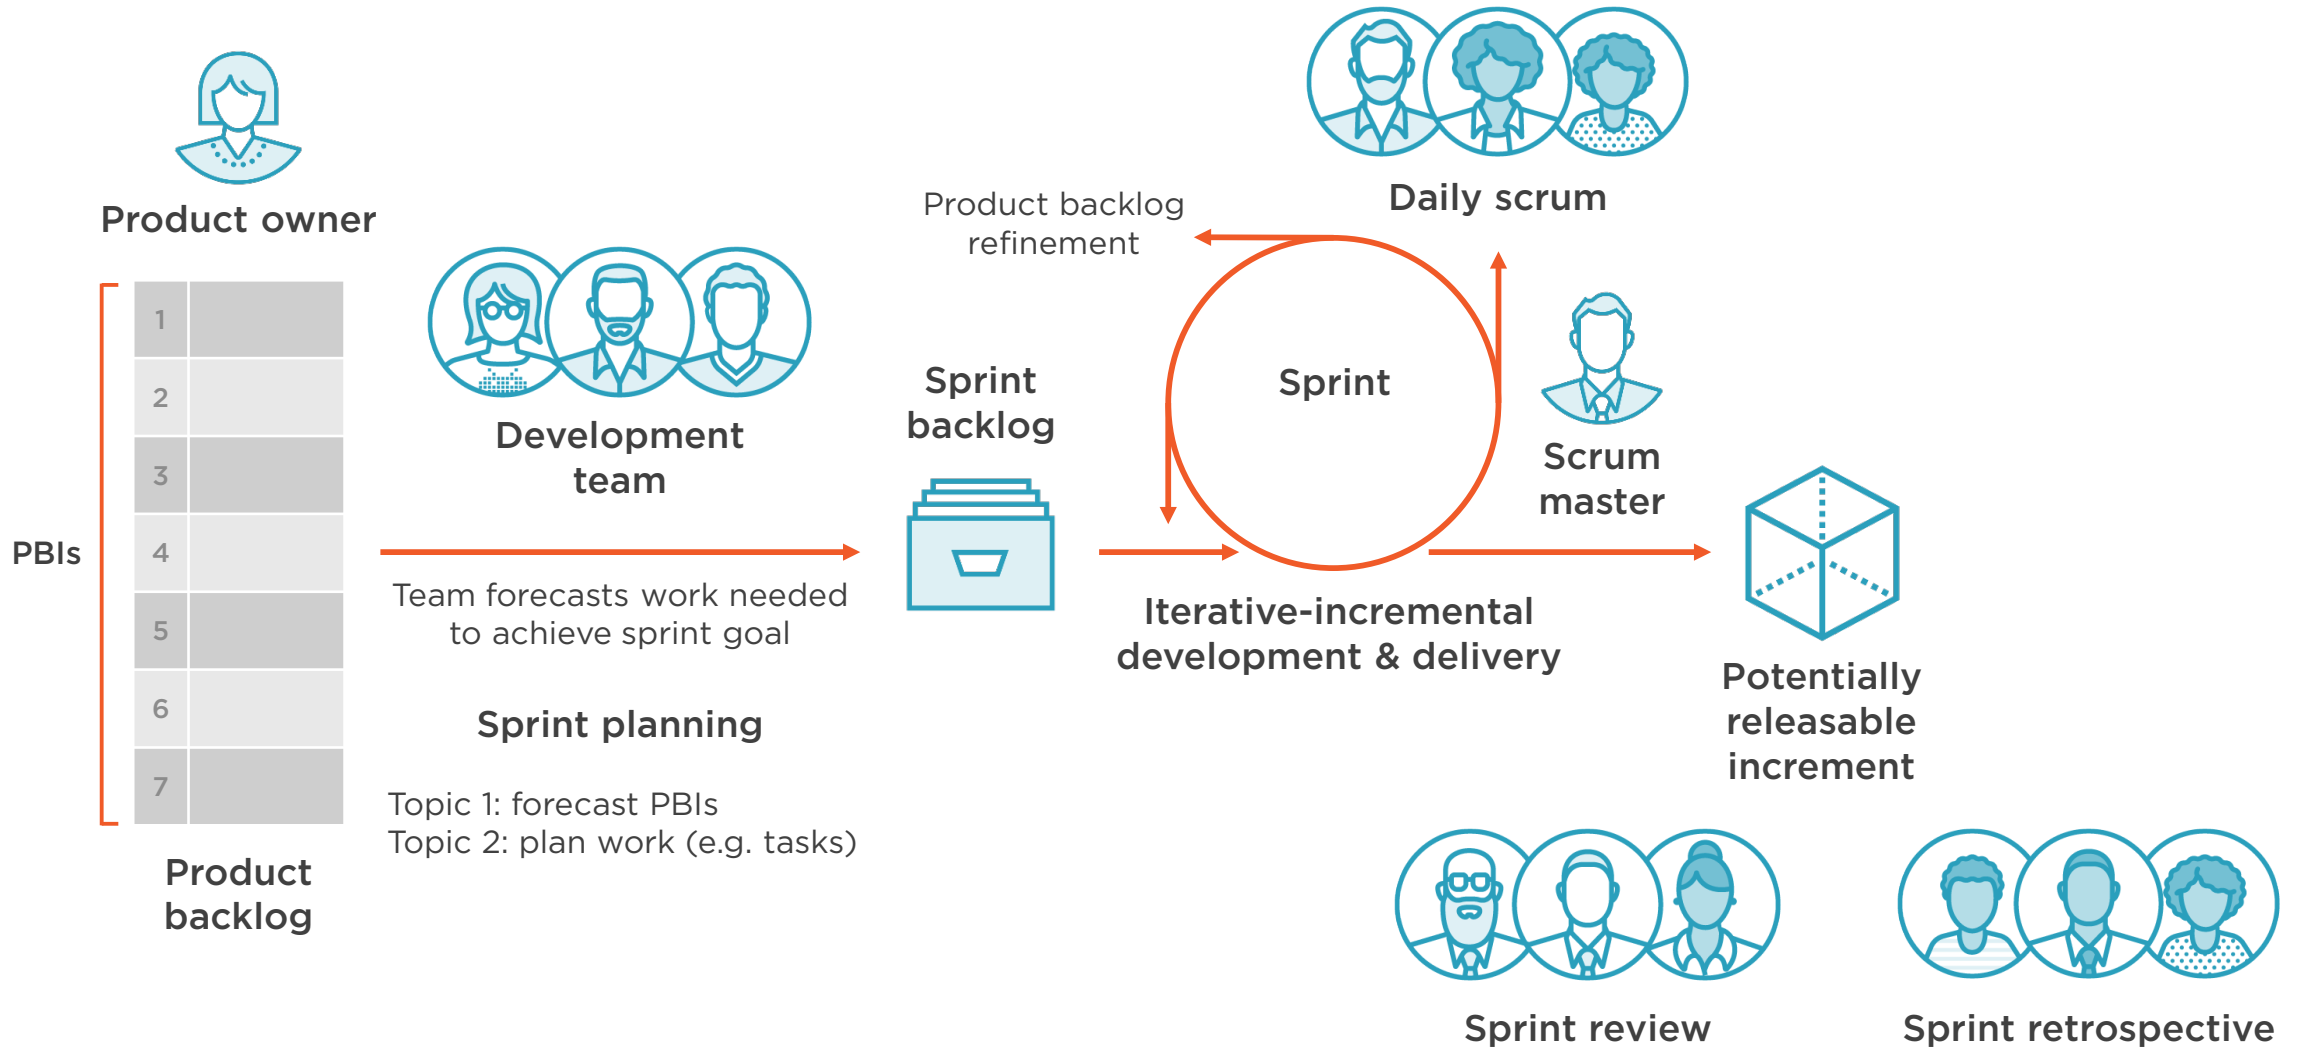 Product owner
PBIs
1
2
3
4
5
6
7
Product
backlog
Development
team
Team forecasts work needed
to achieve sprint goal
Sprint planning
Topic 1: forecast PBIs
Topic 2: plan work (e.g. tasks)
Sprint
backlog
Product backlog
refinement
Sprint
Daily scrum
Scrum
master
Iterative-incremental
development & delivery
Potentially
releasable
increment
Sprint review
Sprint retrospective